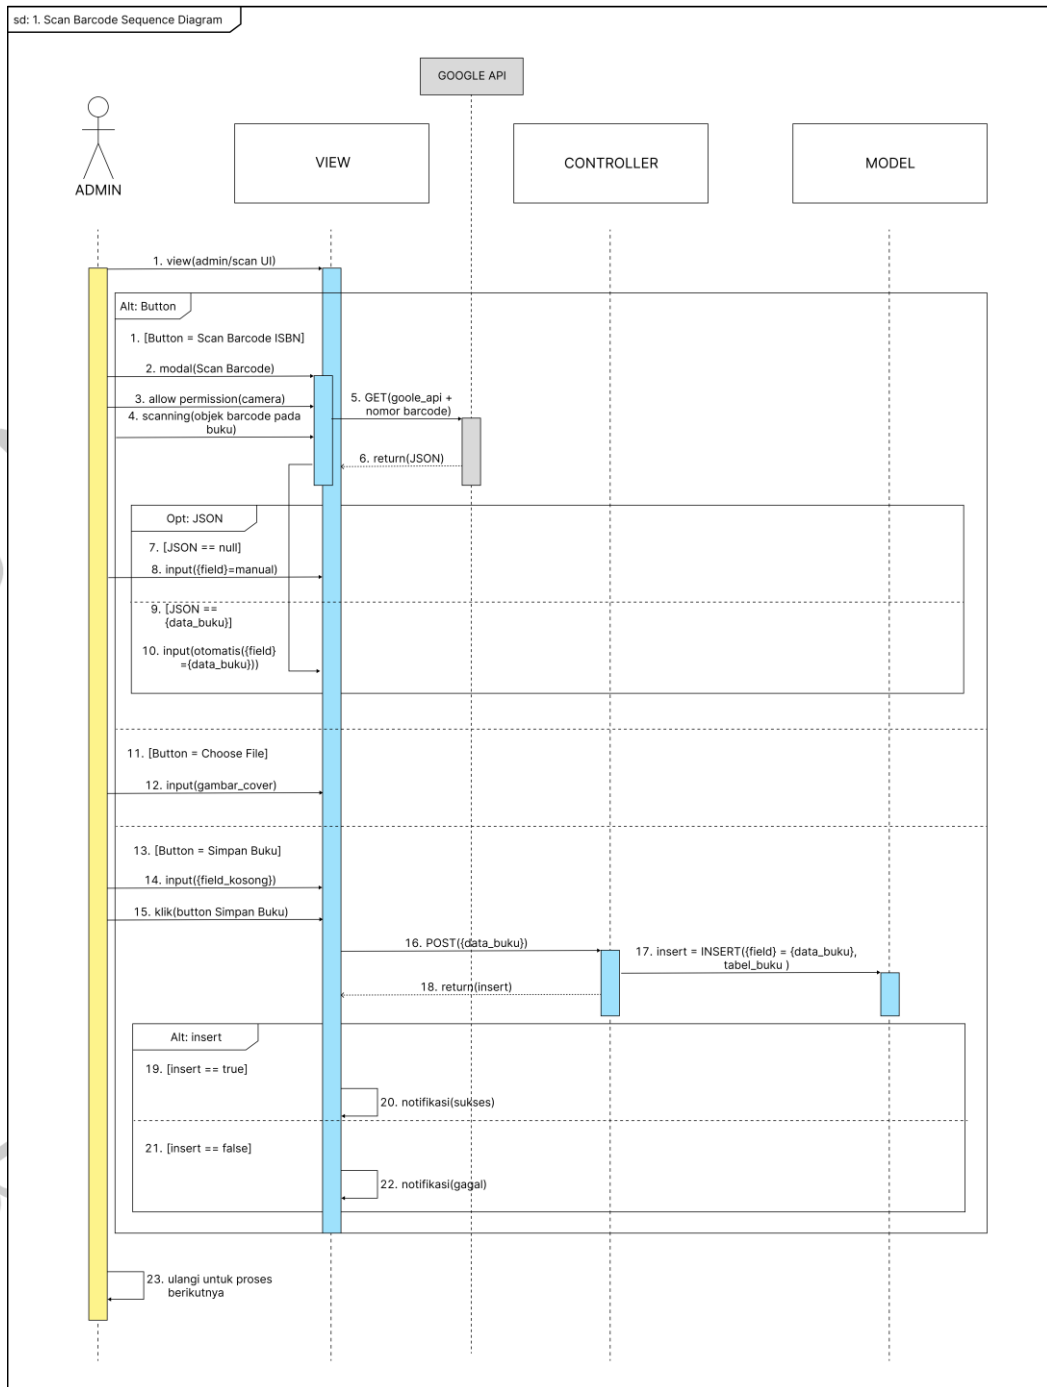 sd: 1. Scan Barcode Sequence Diagram
GOOGLE API
ADMIN
VIEW
CONTROLLER
MODEL
1. view(admin/scan UI)
Alt: Button
1. [Button = Scan Barcode ISBN]
2. modal(Scan Barcode)
3. allow permission(camera)
4. scanning(objek barcode pada
buku)
5. GET(goole_api +
nomor barcode)
6. return(JSON)
Opt: JSON
7. [JSON == null]
8. input({field}=manual)
9. [JSON ==
{data_buku}]
10. input(otomatis({field}
={data_buku}))
11. [Button = Choose File]
12. input(gambar_cover)
13. [Button = Simpan Buku]
14. input({field_kosong})
15. klik(button Simpan Buku)
16. POST({data_buku})
17. insert = INSERT({field} = {data_buku},
tabel_buku )
18. return(insert)
Alt: insert
19. [insert == true]
20. notifikasi(sukses)
21. [insert == false]
22. notifikasi(gagal)
23. ulangi untuk proses
berikutnya